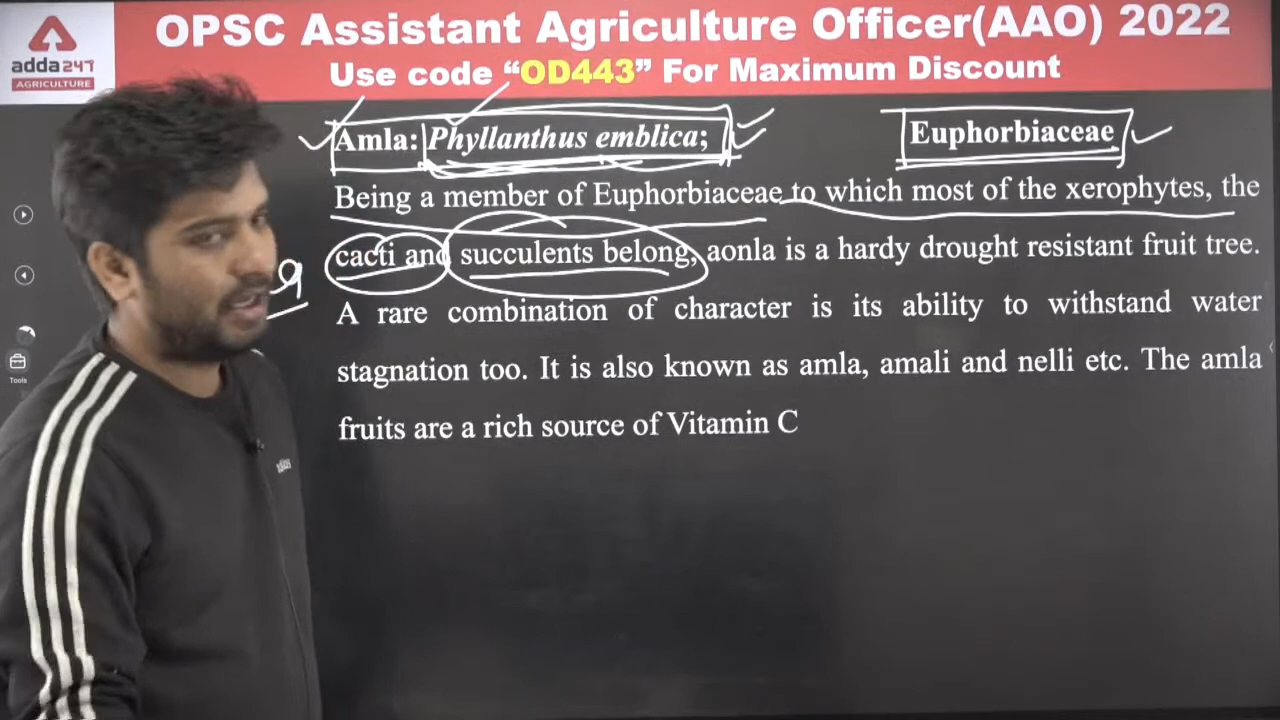 OPSC Assistant Agriculture Officer(AAO) 2022
adda247
AGRICULTURE
Use code “OD443” For Maximum Discount
Amla: Phyllanthus emblica; Euphorbiaceae
Being a member of Euphorbiaceae to which most of the xerophytes, the
cacti and succulents belong, aonla is a hardy drought resistant fruit tree.
A rare combination of character is its ability to withstand water
stagnation too. It is also known as amla, amali and nelli etc. The amla
fruits are a rich source of Vitamin C
Tools
adidas